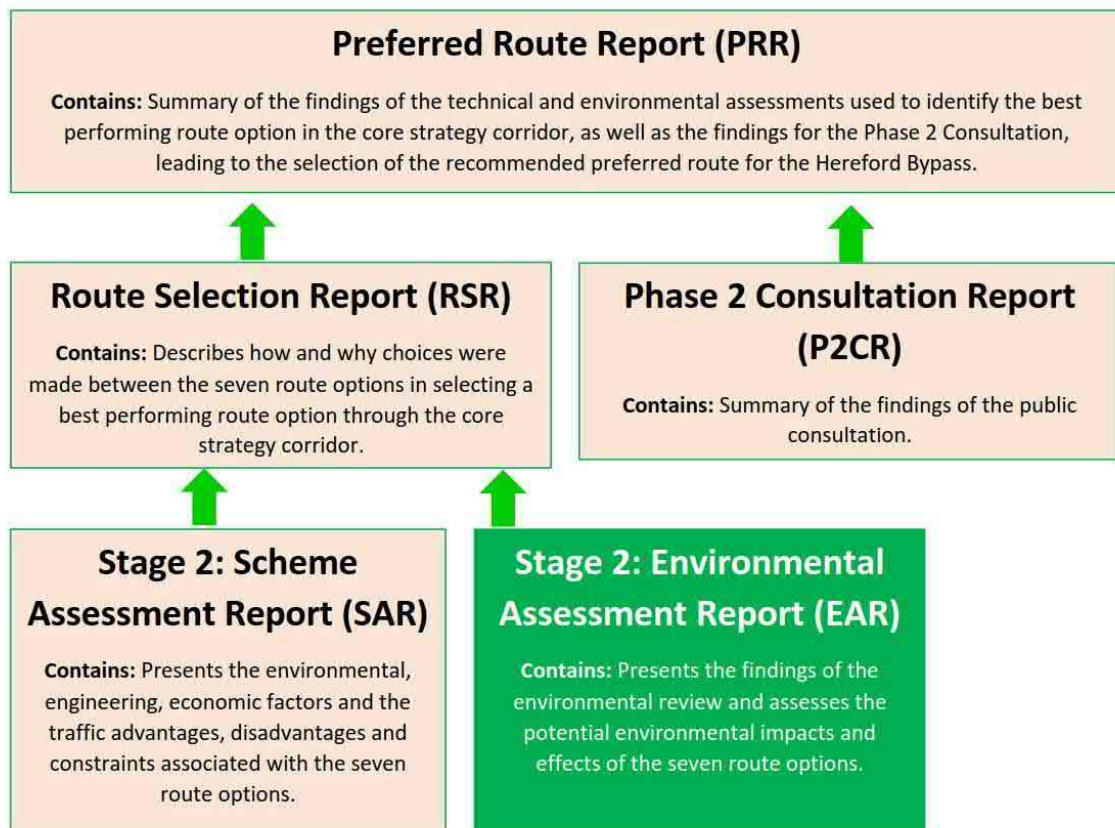 Preferred Route Report (PRR)
Contains: Summary of the findings of the technical and environmental assessments used to identify the best
performing route option in the core strategy corridor, as well as the findings for the Phase 2 Consultation,
leading to the selection of the recommended preferred route for the Hereford Bypass.
Route Selection Report (RSR)
Contains: Describes how and why choices were
made between the seven route options in selecting a
best performing route option through the core
strategy corridor.
Phase 2 Consultation Report
(P2CR)
Contains: Summary of the findings of the public
consultation.
Stage 2: Scheme
Assessment Report (SAR)
Contains: Presents the environmental,
engineering, economic factors and the
traffic advantages, disadvantages and
constraints associated with the seven
route options.
Stage 2: Environmental
Assessment Report (EAR)
Contains: Presents the findings of the
environmental review and assesses the
potential environmental impacts and
effects of the seven route options.